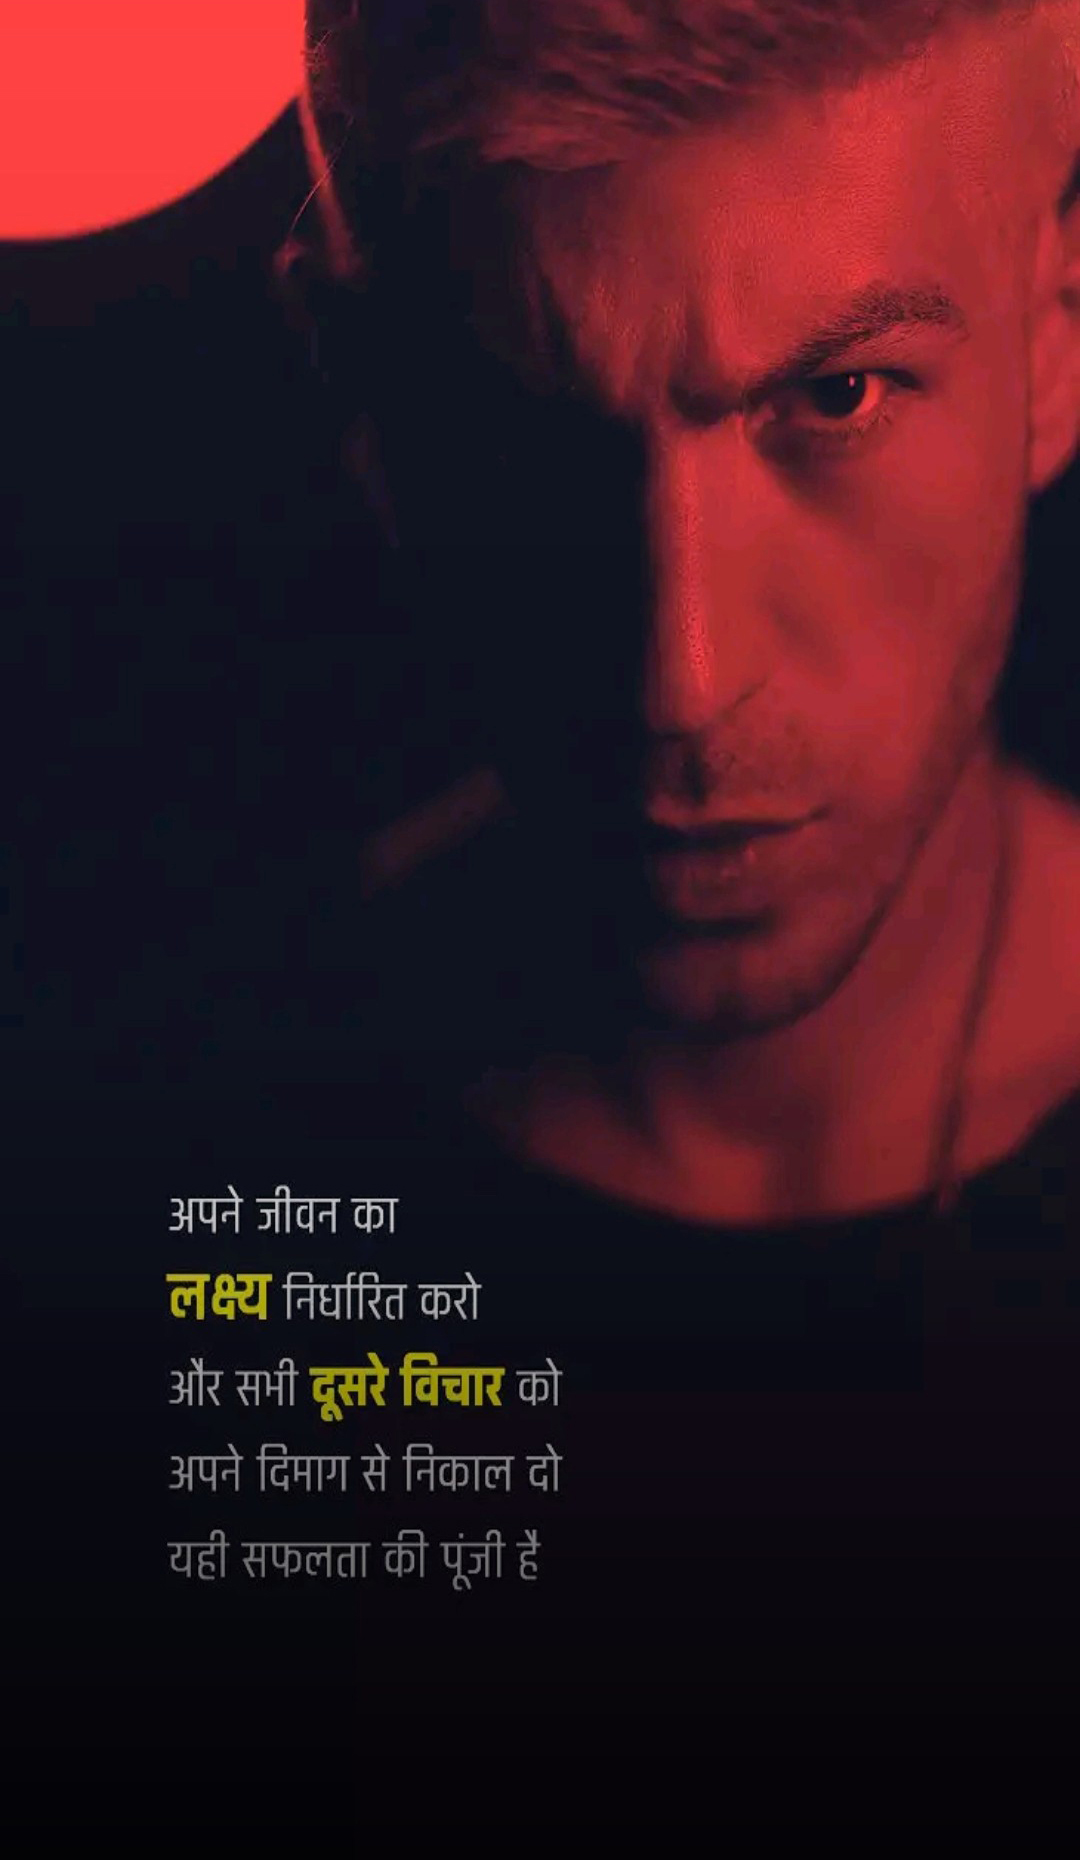 अपने जीवन का
लक्ष्य निर्धारित करो
और सभी दूसरे विचार को
अपने दिमाग से निकाल दो
यही सफलता की पूंजी है